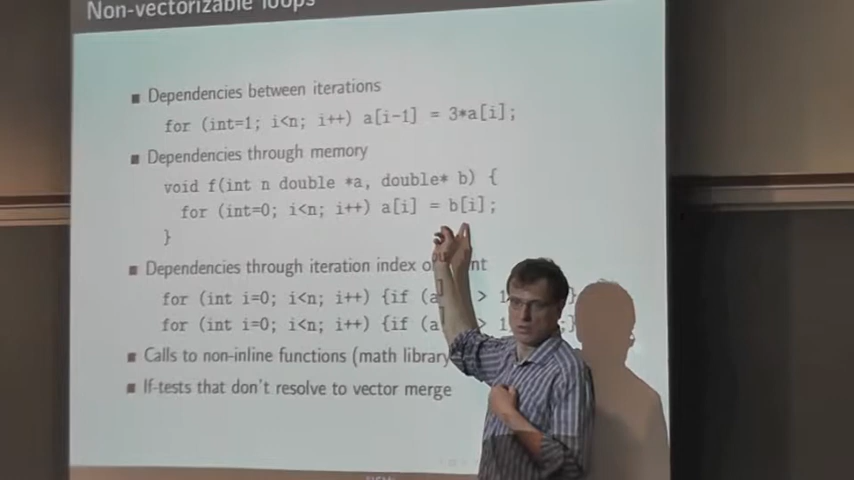 Non-vectorizable loops
Dependencies between iterations
for (int=1; i<n; i++) a[i-1] = 3*a[i];
Dependencies through memory
void f(int n double *a, double* b) {
for (int=0; i<n; i++) a[i] = b[i];
}
Dependencies through iteration index
for (int i=0; i<n; i++) {if (a > 1
for (int i=0; i<n; i++) {if (a > 1
Calls to non-inline functions (math library
If-tests that don't resolve to vector merge